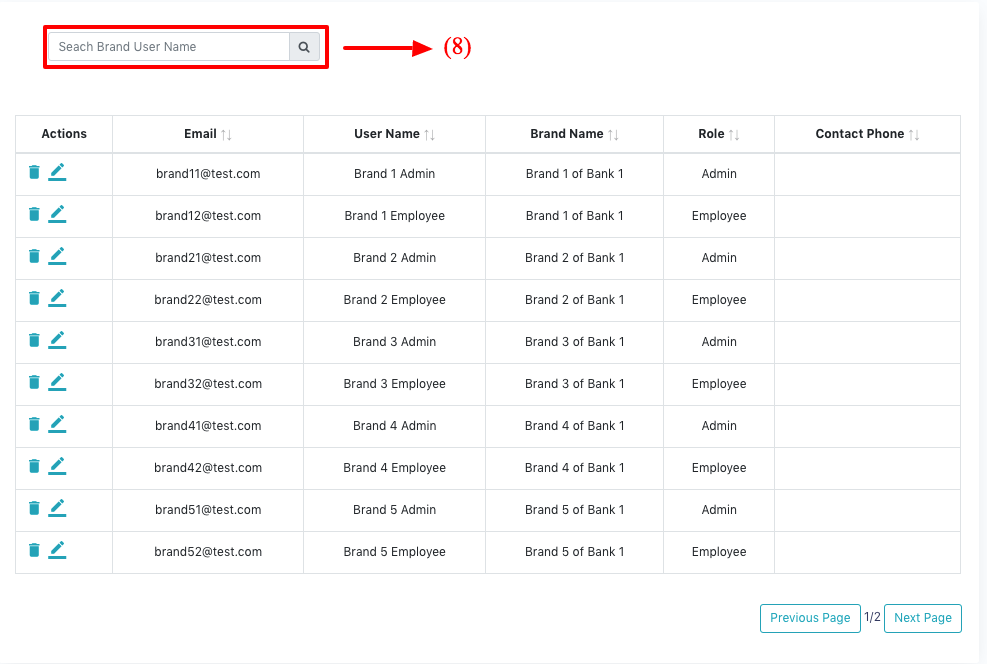 Seach Brand User Name (8)
Actions Email User Name Brand Name Role Contact Phone
brand11@test.com Brand 1 Admin Brand 1 of Bank 1 Admin
brand12@test.com Brand 1 Employee Brand 1 of Bank 1 Employee
brand21@test.com Brand 2 Admin Brand 2 of Bank 1 Admin
brand22@test.com Brand 2 Employee Brand 2 of Bank 1 Employee
brand31@test.com Brand 3 Admin Brand 3 of Bank 1 Admin
brand32@test.com Brand 3 Employee Brand 3 of Bank 1 Employee
brand41@test.com Brand 4 Admin Brand 4 of Bank 1 Admin
brand42@test.com Brand 4 Employee Brand 4 of Bank 1 Employee
brand51@test.com Brand 5 Admin Brand 5 of Bank 1 Admin
brand52@test.com Brand 5 Employee Brand 5 of Bank 1 Employee
Previous Page 1/2 Next Page